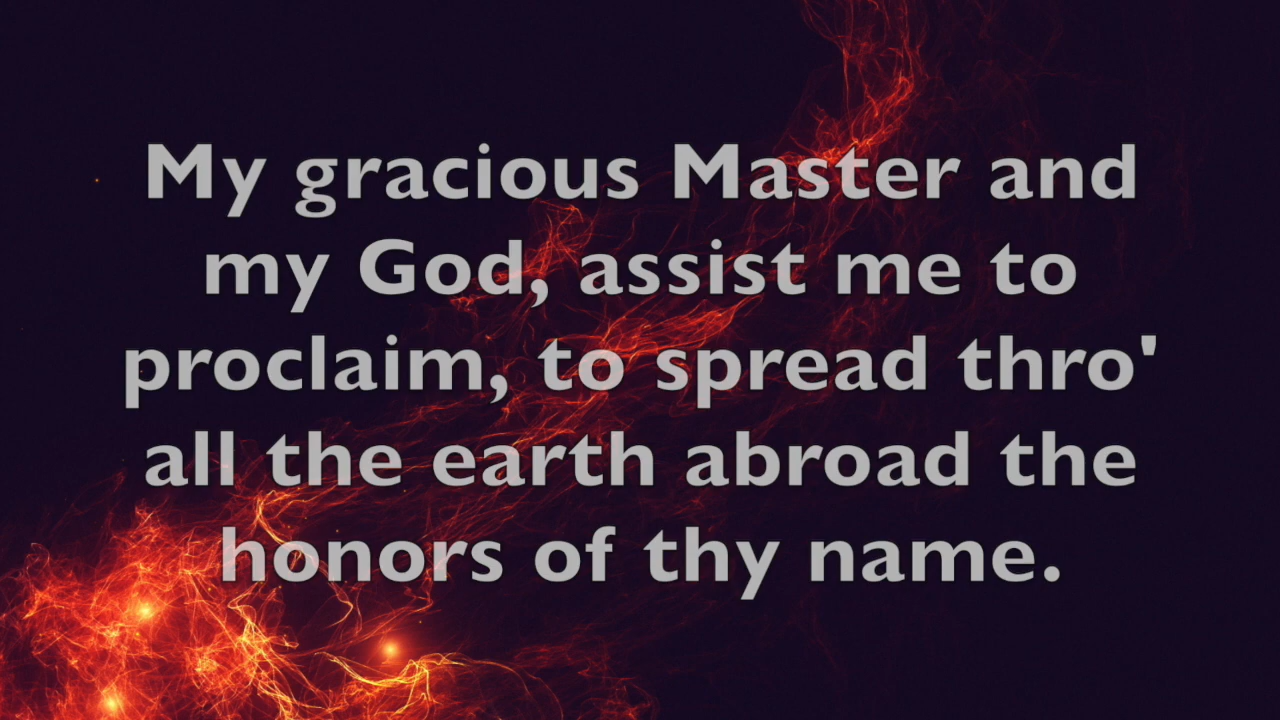 My gracious Master and
my God, assist me to
proclaim, to spread thro'
all the earth abroad the
honors of thy name.